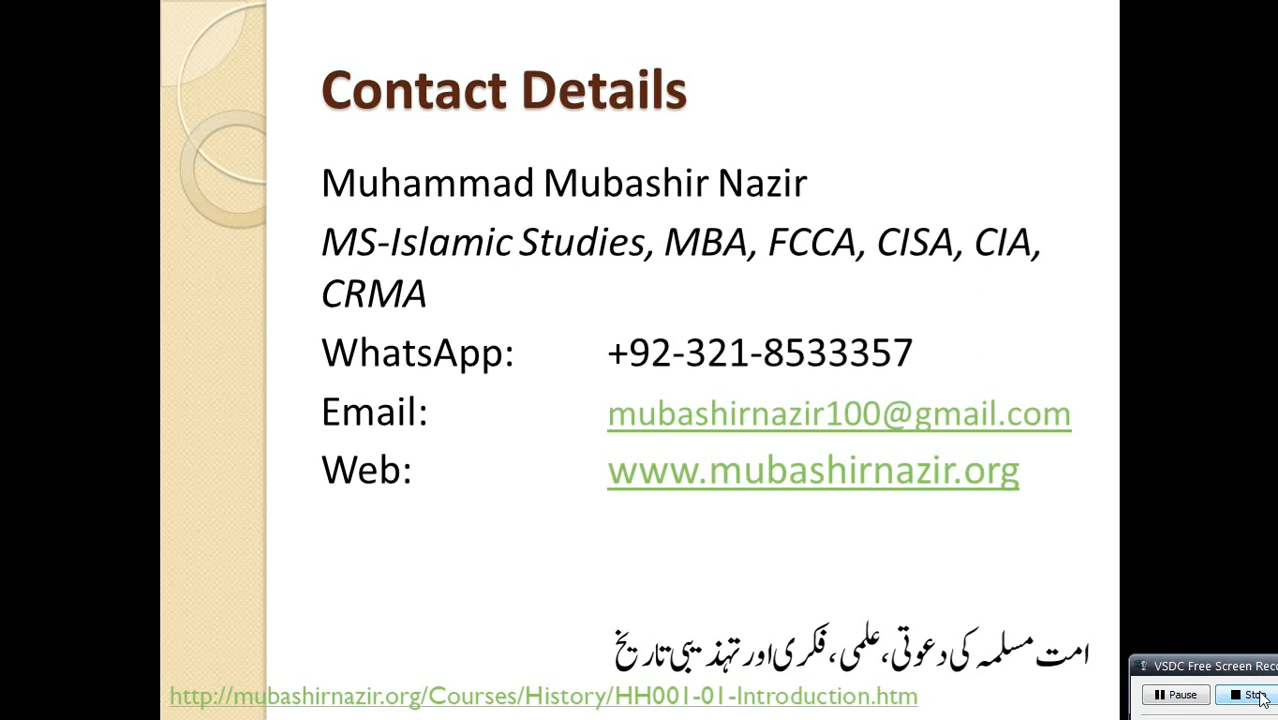 Contact Details
Muhammad Mubashir Nazir
MS-Islamic Studies, MBA, FCCA, CISA, CIA,
CRMA
WhatsApp: +92-321-8533357
Email: mubashirnazir100@gmail.com
Web: www.mubashirnazir.org
امت مسلمہ کی دعوتی، علمی، فکری اور تہذیبی تاریخ
http://mubashirnazir.org/Courses/History/HH001-01-Introduction.htm
VSDC Free Screen Reco
Pause